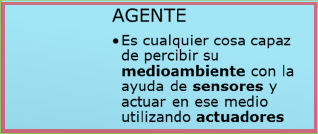 AGENTE
• Es cualquier cosa capaz
de percibir su
medioambiente con la
ayuda de sensores y
actuar en ese medio
utilizando actuadores